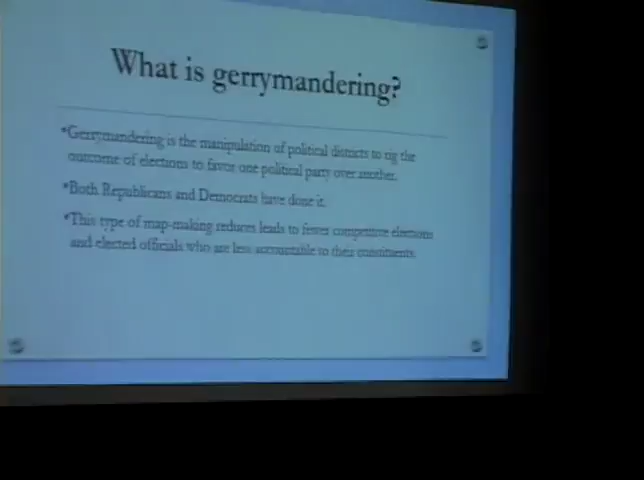 What is gerrymandering?
*Gerrymandering is the manipulation of political districts to rig the
outcome of elections to favor one political party over another.
*Both Republicans and Democrats have done it.
*This type of map-making reduces leads to fewer competitive elections
and elected officials who are less accountable to their constituents.